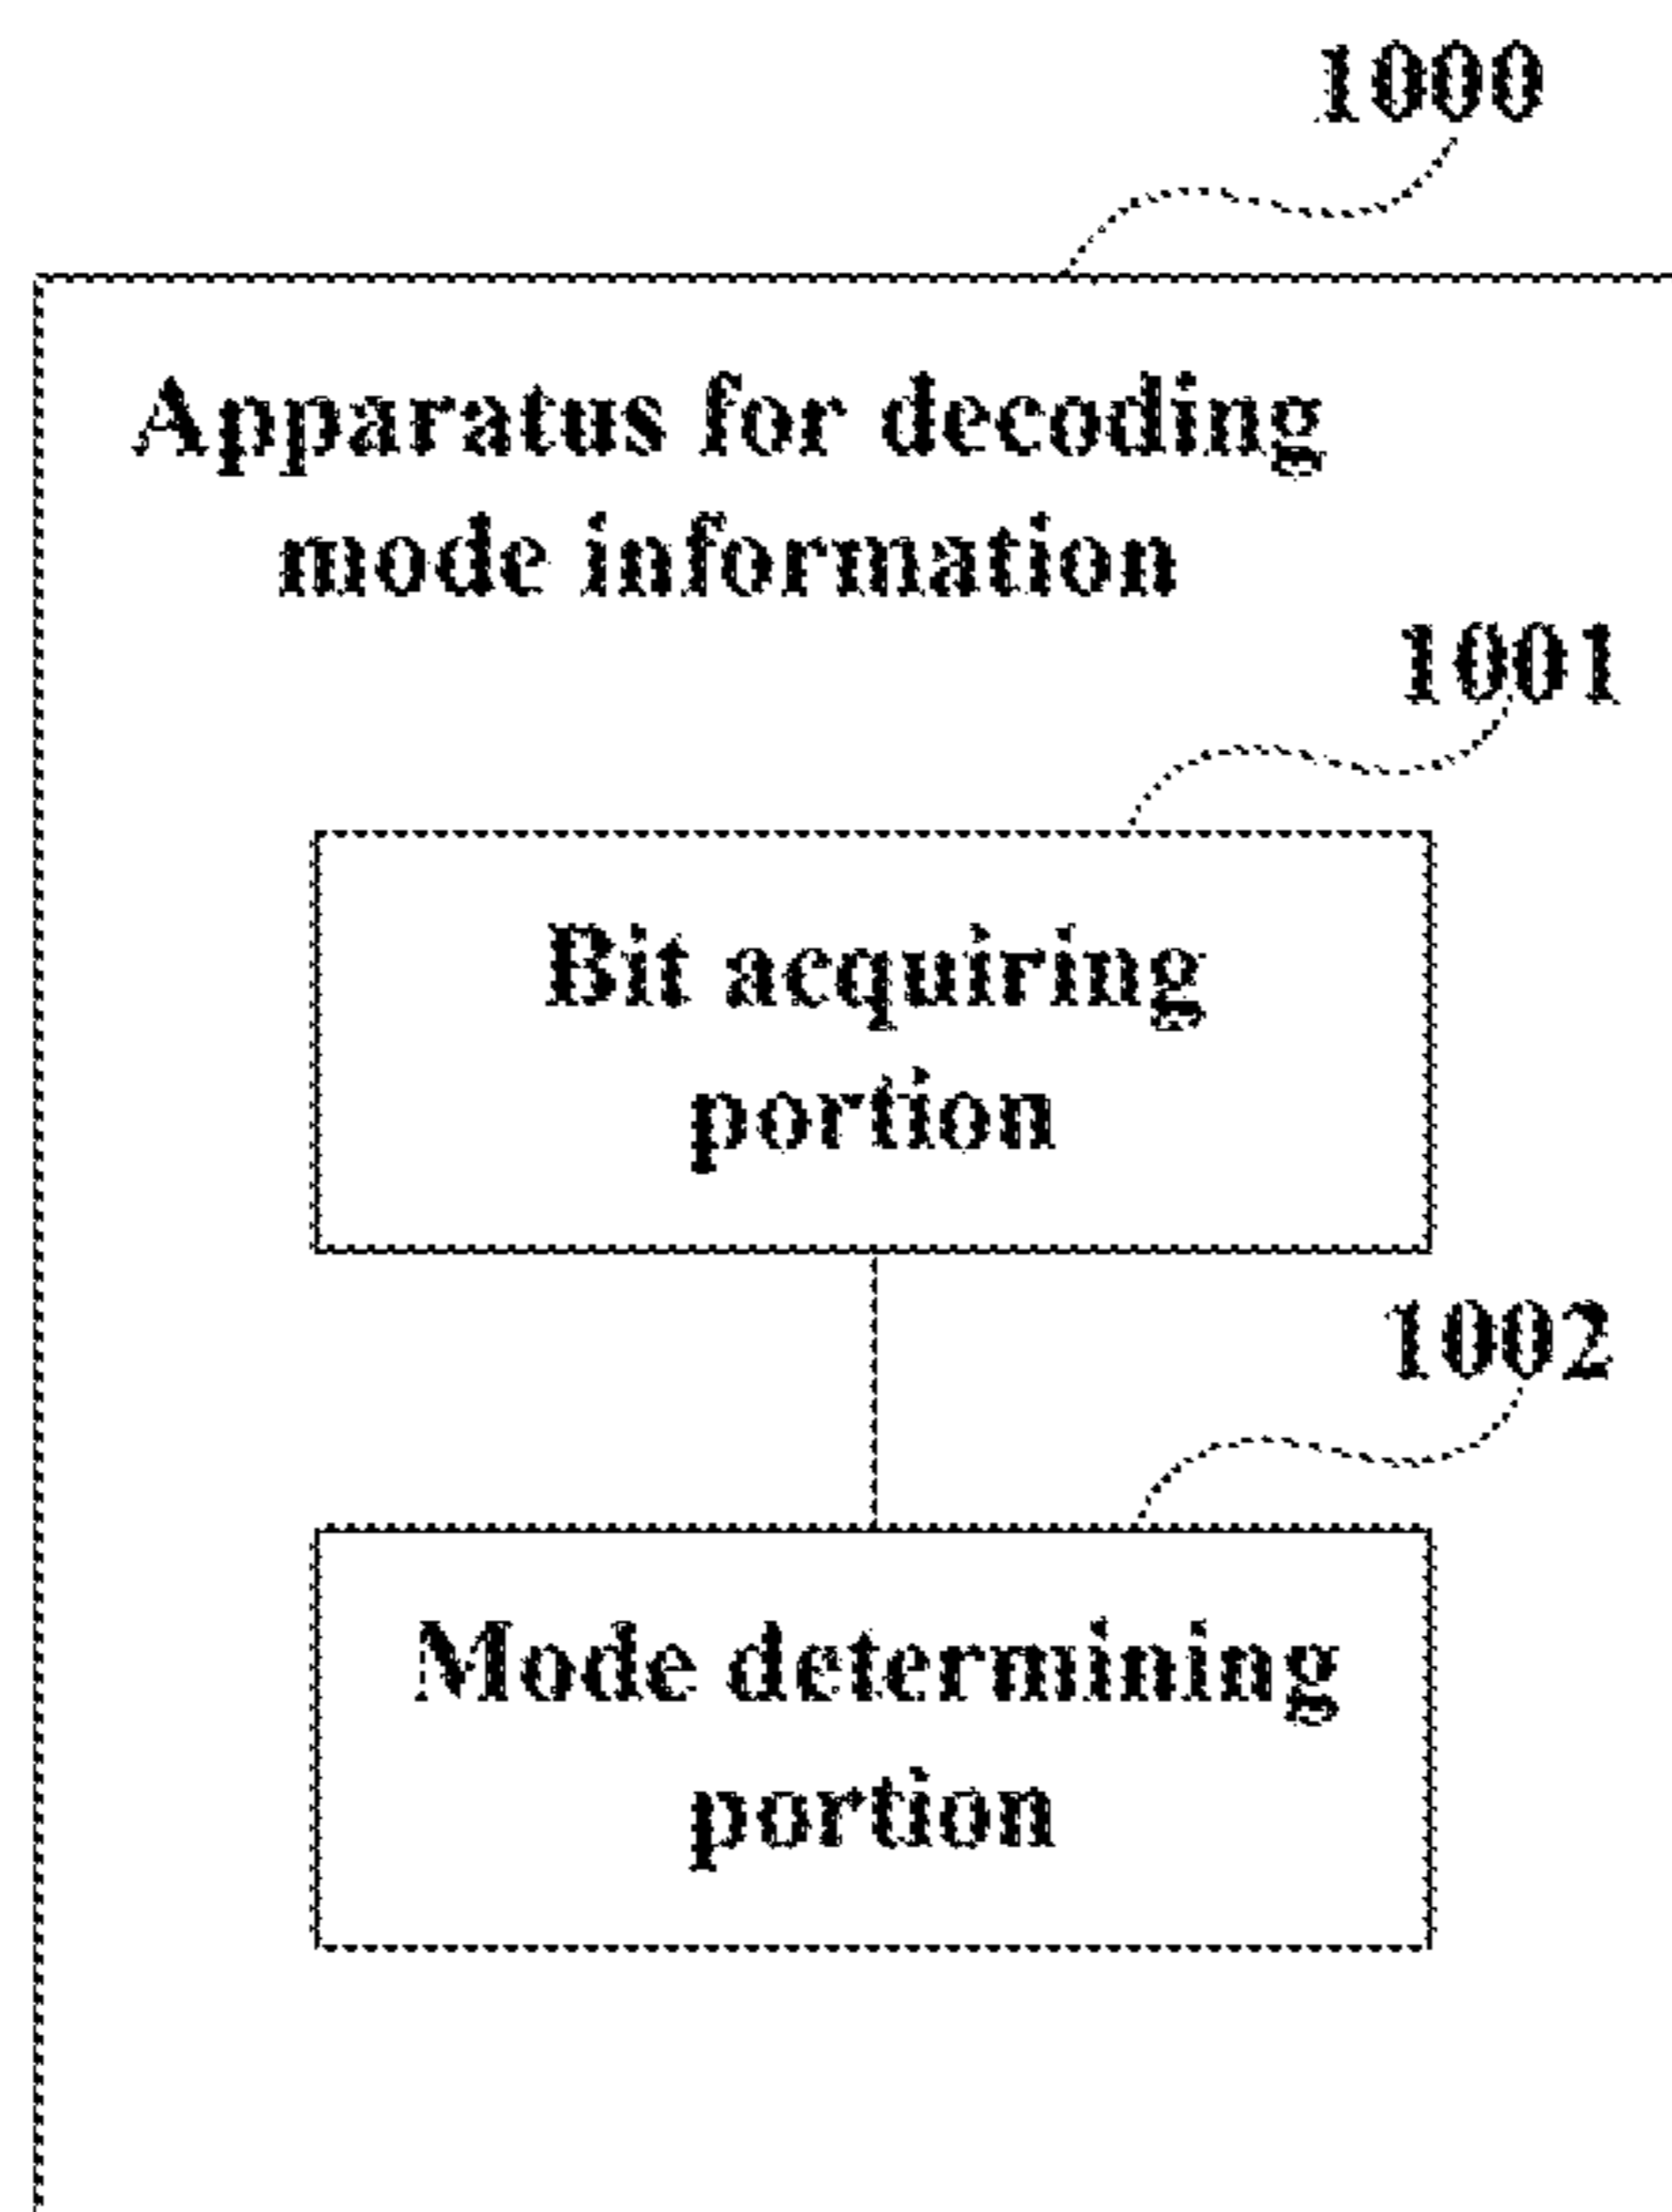 1000
Apparatus for decoding
mode information
1001
Bit acquiring
portion
1002
Mode determining
portion